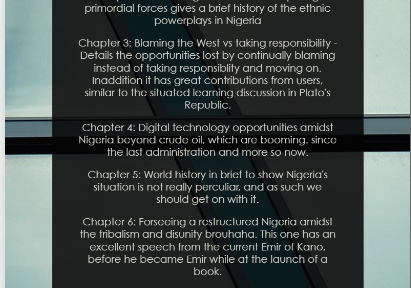 primordial forces gives a brief history of the ethnic
powerplays in Nigeria
Chapter 3: Blaming the West vs taking responsibility -
Details the opportunities lost by continually blaming
instead of taking responsiblity and moving on.
Inaddition it has great contributions from users,
similar to the situated learning discussion in Plato's
Republic.
Chapter 4: Digital technology opportunities amidst
Nigeria beyond crude oil, which are booming. since
the last administration and more so now.
Chapter 5: World history in brief to show Nigeria's
situation is not really perculiar, and as such we
should get on with it.
Chapter 6: Forseeing a restructured Nigeria amidst
the tribalism and disunity brouhaha. This one has an
excellent speech from the current Emir of Kano,
before he became Emir while at the launch of a
book.